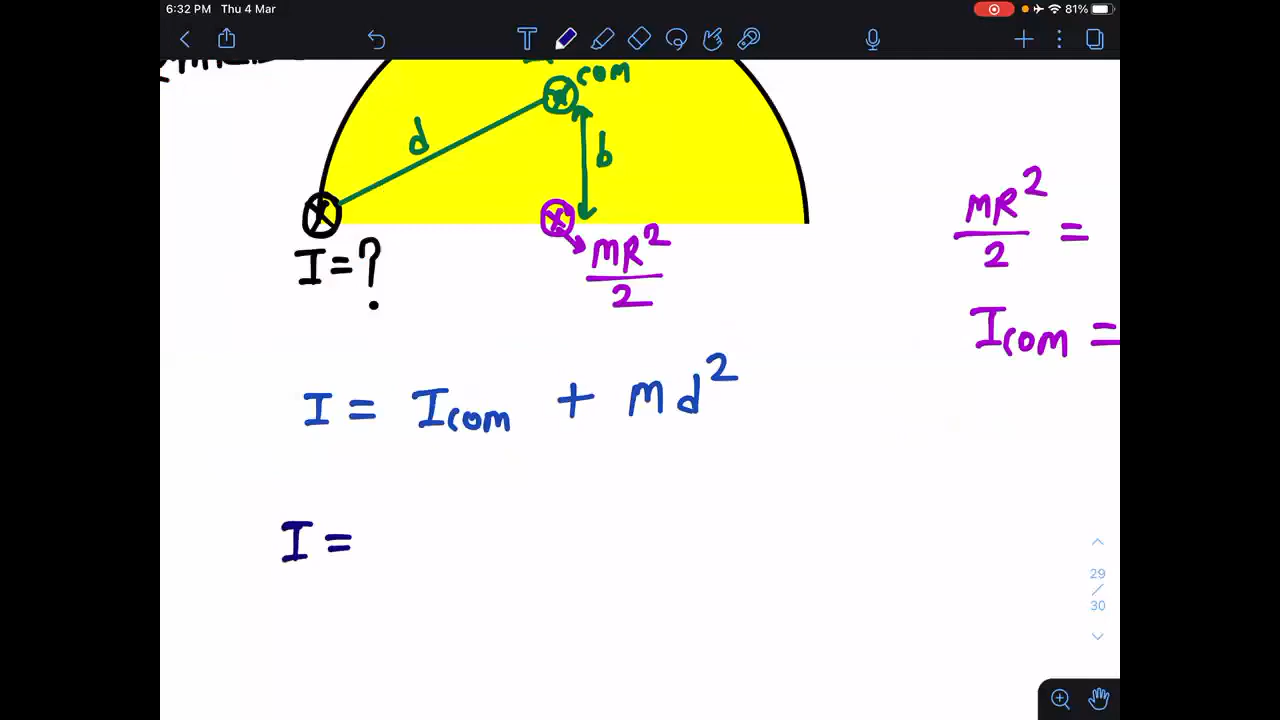 6:32 PM Thu 4 Mar
81%
com
d
b
I=?
MR²
2
MR² =
2
Icom =
I = Icom + Md²
I =
29
/
30